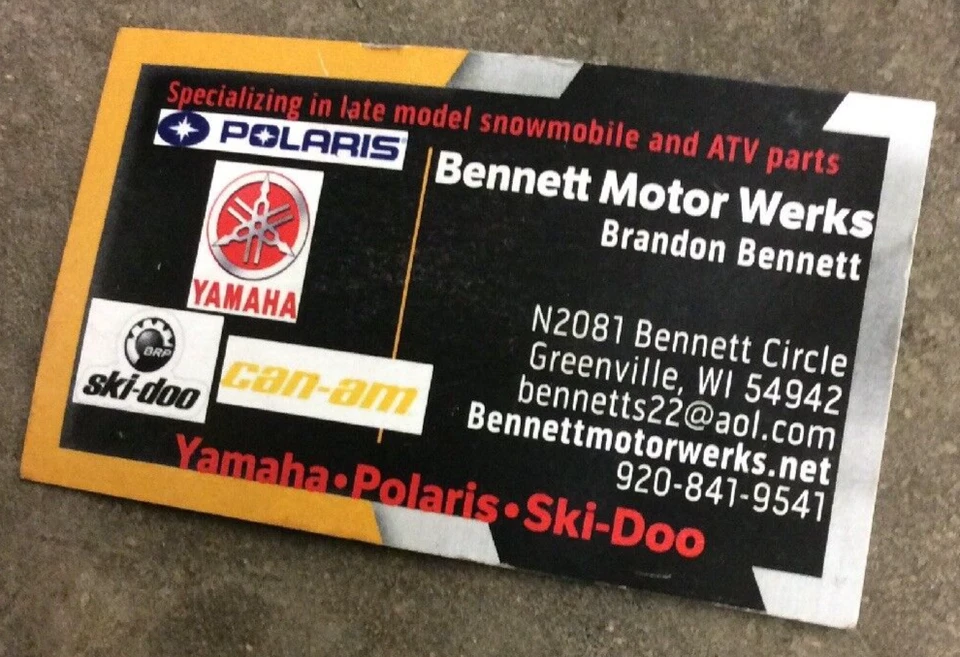 Specializing in late model snowmobile and ATV parts
POLARIS
YAMAHA
BRP
ski-doo
can-am
Bennett Motor Werks
Brandon Bennett
N2081 Bennett Circle
Greenville, WI 54942
bennetts22@aol.com
Bennettmotorwerks.net
920-841-9541
Yamaha•Polaris•Ski-Doo